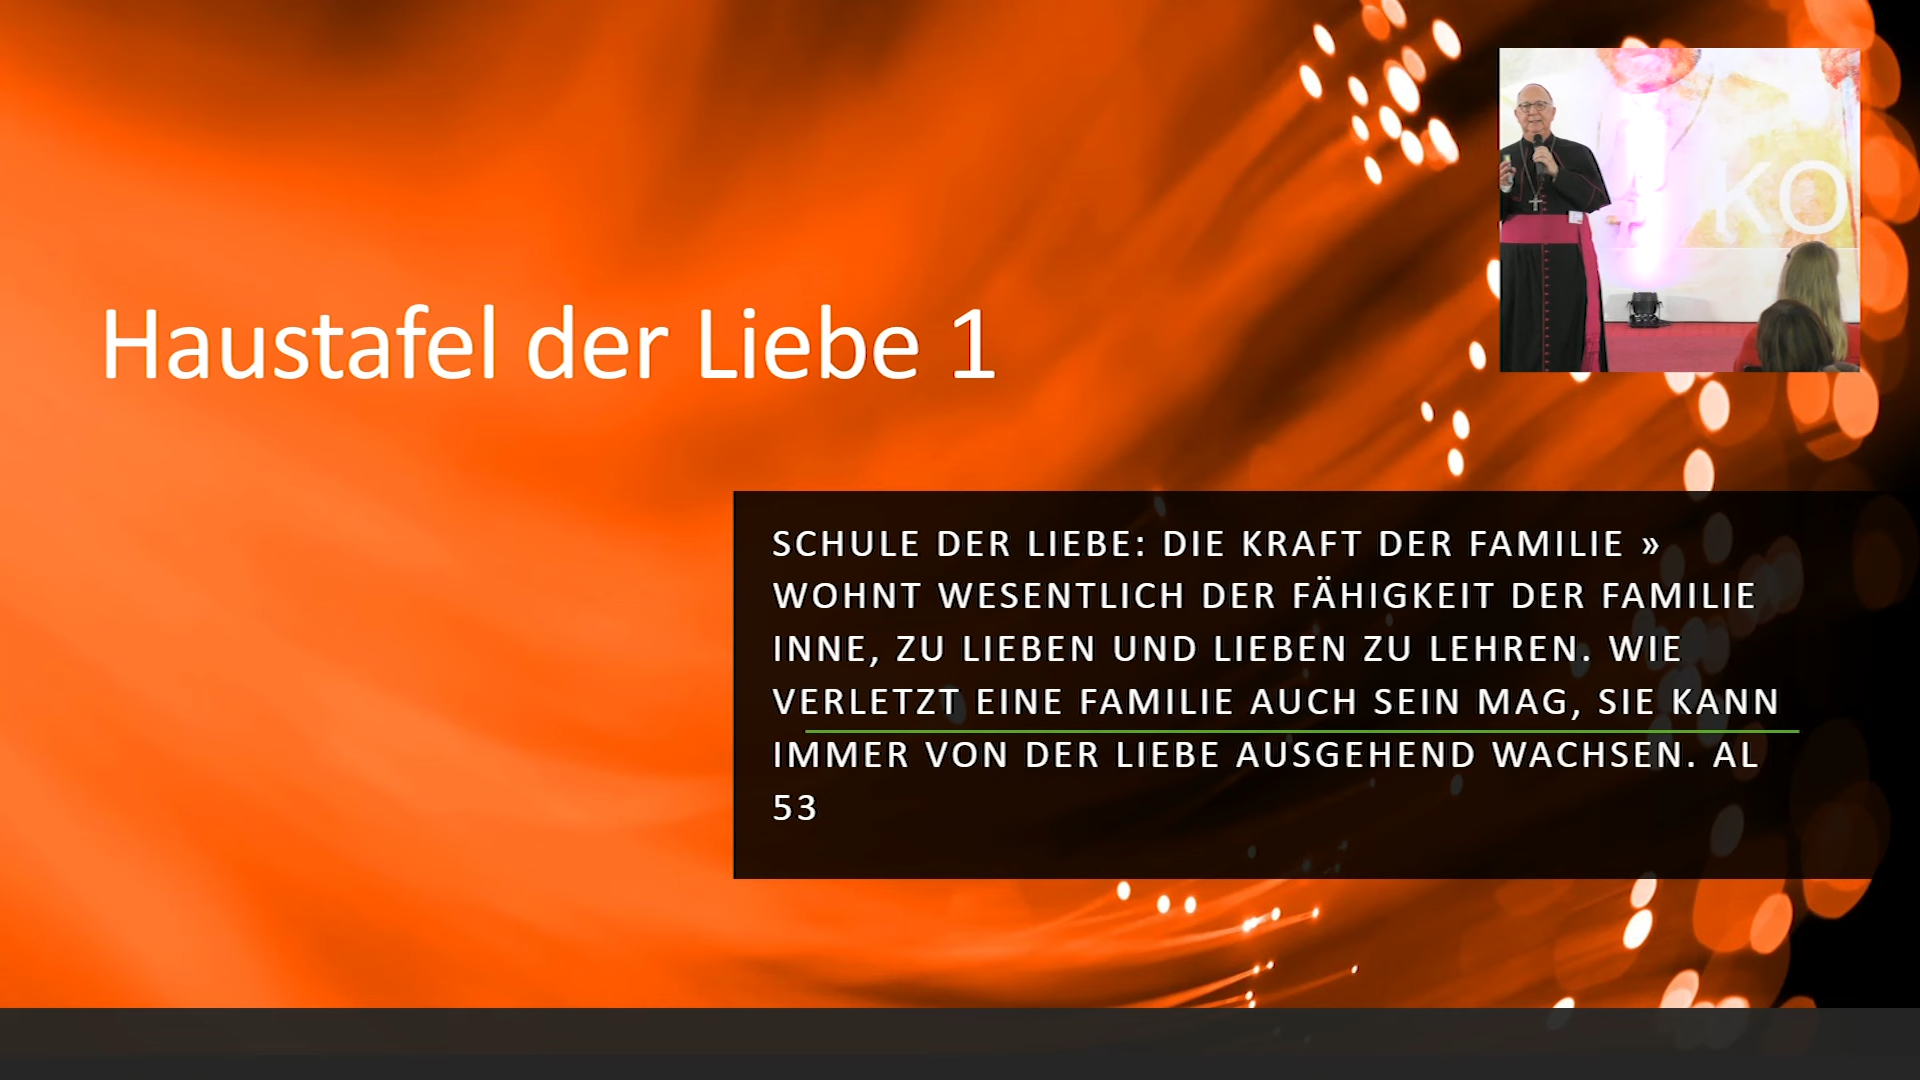 KO
Haustafel der Liebe 1
SCHULE DER LIEBE: DIE KRAFT DER FAMILIE »
WOHNT WESENTLICH DER FÄHIGKEIT DER FAMILIE
INNE, ZU LIEBEN UND LIEBEN ZU LEHREN. WIE
VERLETZT EINE FAMILIE AUCH SEIN MAG, SIE KANN
IMMER VON DER LIEBE AUSGEHEND WACHSEN. AL
53